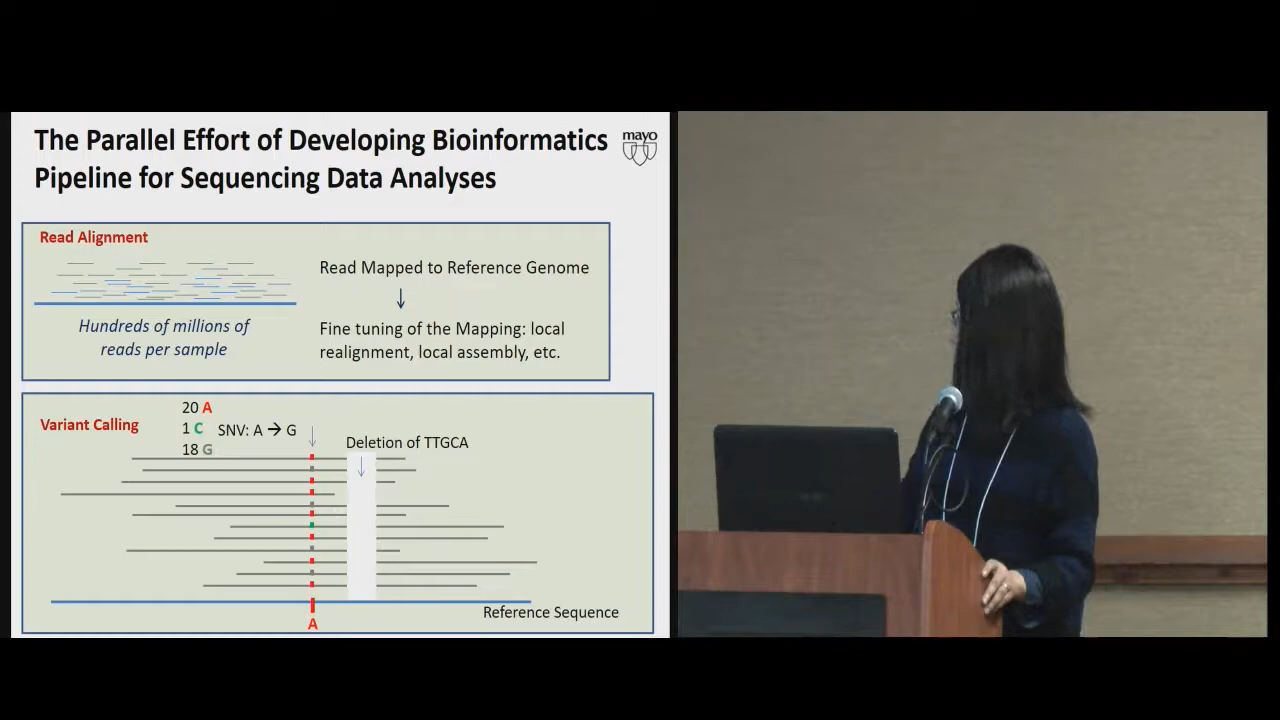 The Parallel Effort of Developing Bioinformatics
Pipeline for Sequencing Data Analyses
mayo
Read Alignment
Hundreds of millions of
reads per sample
Read Mapped to Reference Genome
Fine tuning of the Mapping: local
realignment, local assembly, etc.
Variant Calling
20 A
1 C
18 G
SNV: A → G
Deletion of TTGCA
Reference Sequence
A